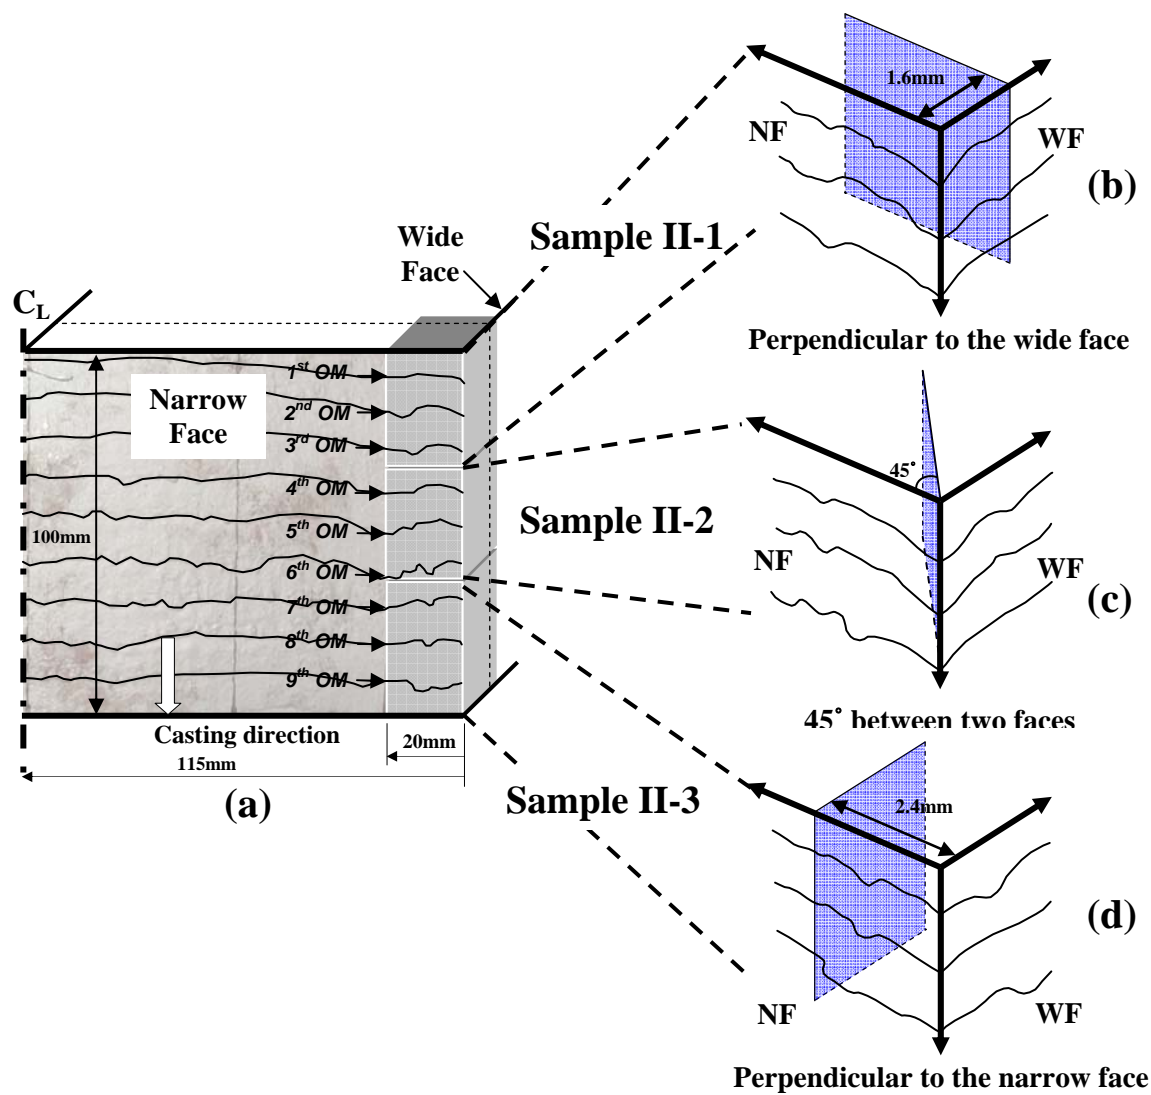 C_L
Wide
Face
Narrow
Face
1st OM
2nd OM
3rd OM
4th OM
5th OM
6th OM
7th OM
8th OM
9th OM
100mm
Casting direction
20mm
115mm
(a)
Sample II-1
Sample II-2
Sample II-3
1.6mm
NF
WF
(b)
Perpendicular to the wide face
45°
NF
WF
(c)
45° between two faces
2.4mm
(d)
NF
WF
Perpendicular to the narrow face